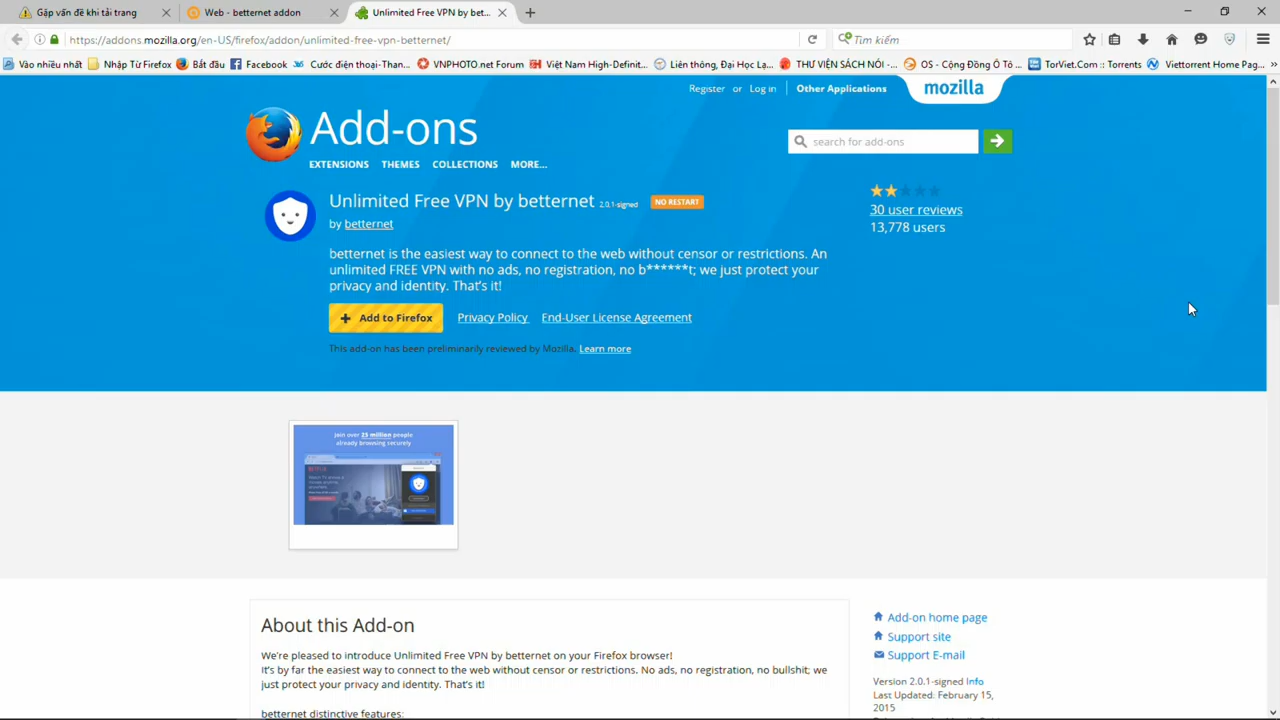 Gặp vấn đề khi tải trang
Web - betternet addon
Unlimited Free VPN by bet...
https://addons.mozilla.org/en-US/firefox/addon/unlimited-free-vpn-betternet/
Tìm kiếm
Vào nhiều nhất
Nhập Từ Firefox
Bắt đầu
Facebook
Cước điện thoại-Than...
VNPHOTO.net Forum
Việt Nam High-Definit...
Liên thông, Đại Học Lạ...
THƯ VIỆN SÁCH NÓI -...
OS - Cộng Đồng Ô Tô ...
TorViet.Com :: Torrents
Viettorrent Home Pag...
Register or Log in
Other Applications
mozilla
Add-ons
search for add-ons
EXTENSIONS THEMES COLLECTIONS MORE...
Unlimited Free VPN by betternet 2.0.1-signed NO RESTART
by betternet
30 user reviews
13,778 users
betternet is the easiest way to connect to the web without censor or restrictions. An
unlimited FREE VPN with no ads, no registration, no b******t; we just protect your
privacy and identity. That's it!
Add to Firefox
Privacy Policy
End-User License Agreement
This add-on has been preliminarily reviewed by Mozilla. Learn more
Join over 25 million people
already browsing securely
About this Add-on
We're pleased to introduce Unlimited Free VPN by betternet on your Firefox browser!
It's by far the easiest way to connect to the web without censor or restrictions. No ads, no registration, no bullshit; we
just protect your privacy and identity. That's it!
betternet distinctive features:
Add-on home page
Support site
Support E-mail
Version 2.0.1-signed Info
Last Updated: February 15,
2015